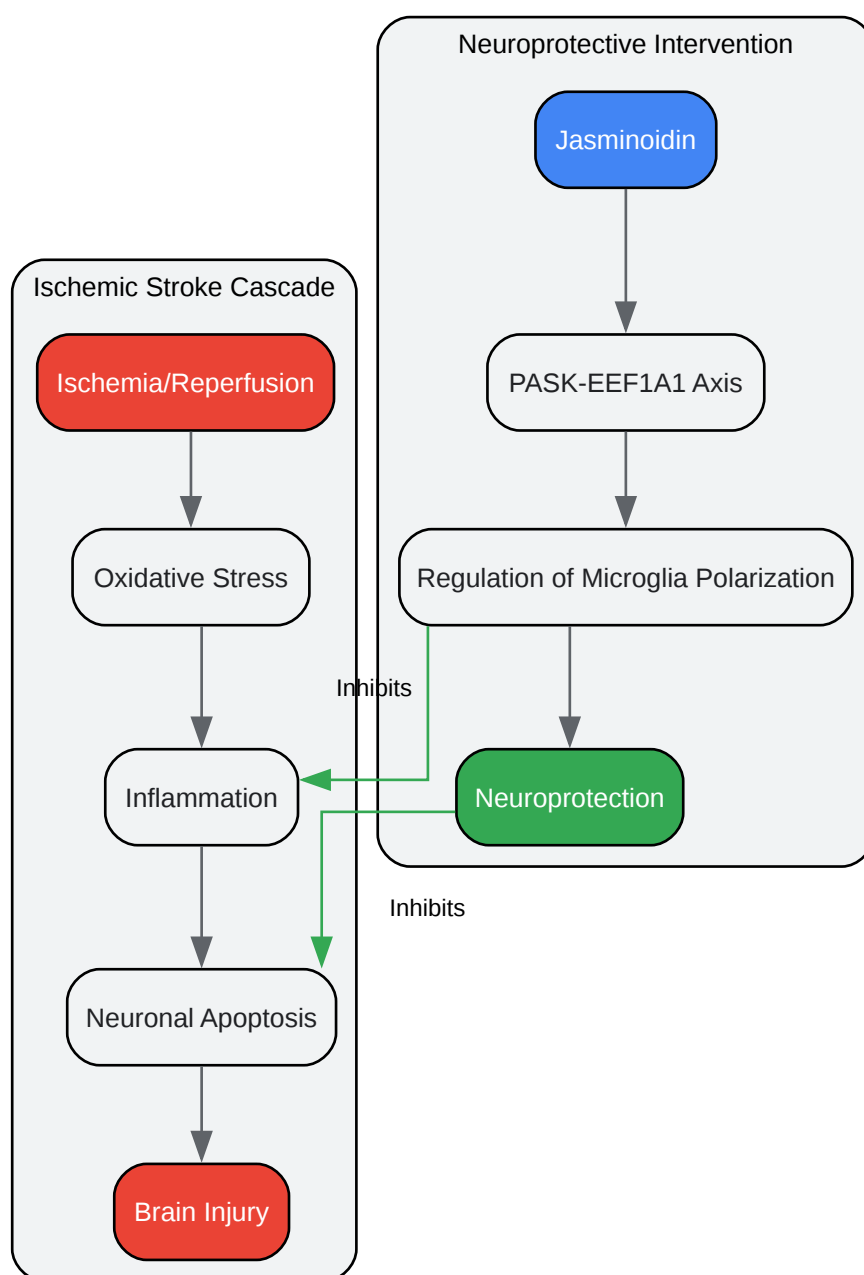 Neuroprotective Intervention
Jasminoidin
PASK-EEF1A1 Axis
Regulation of Microglia Polarization
Neuroprotection
Ischemic Stroke Cascade
Ischemia/Reperfusion
Oxidative Stress
Inflammation
Neuronal Apoptosis
Brain Injury
Inhibits
Inhibits